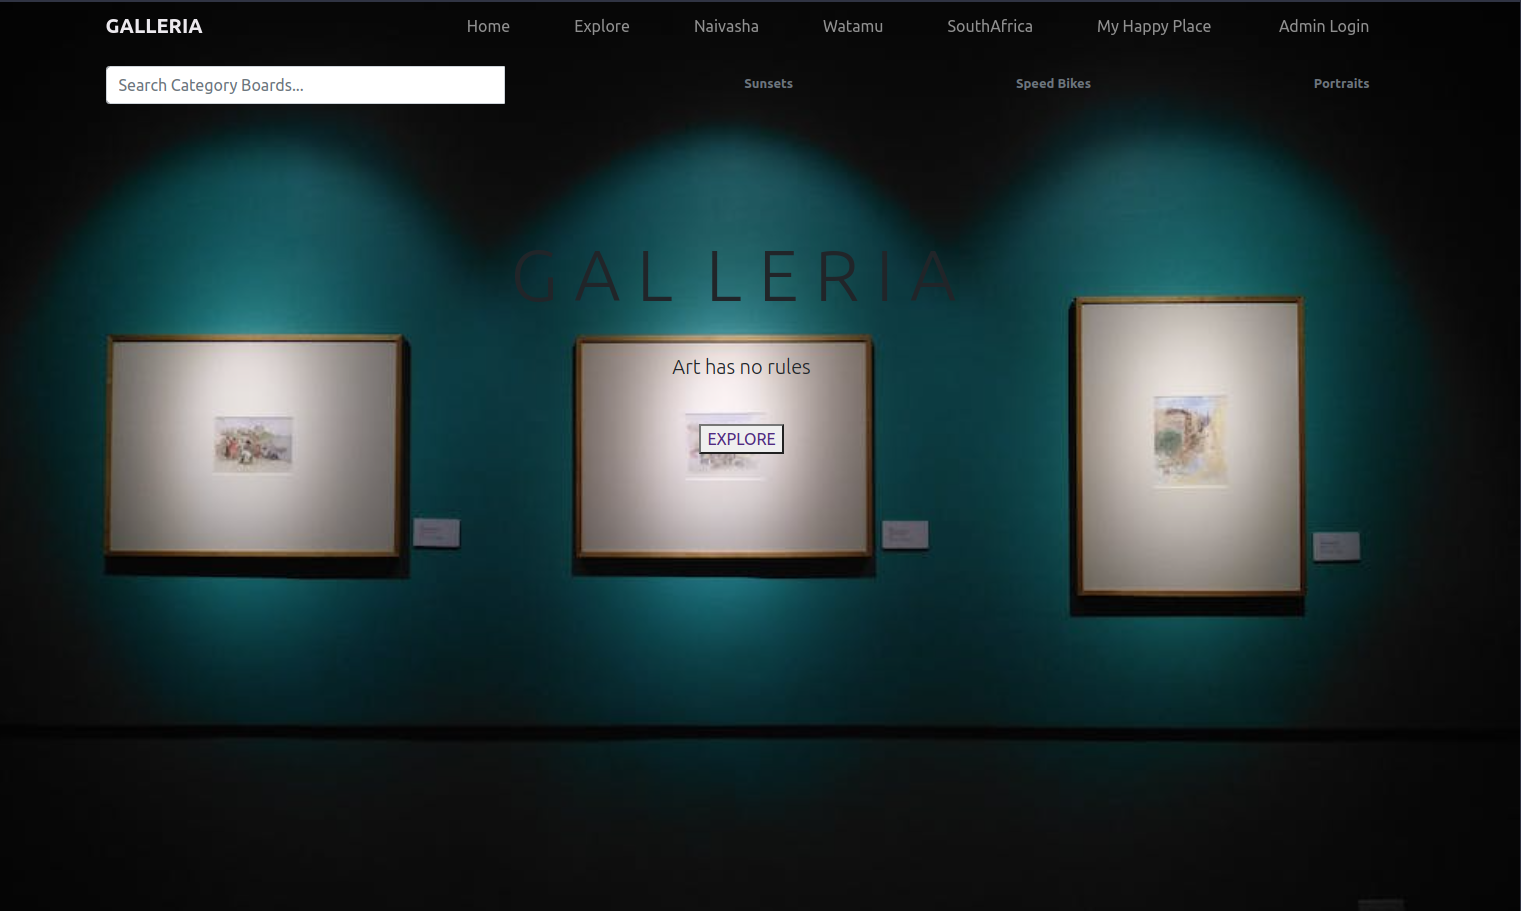 GALLERIA Home Explore Naivasha Watamu SouthAfrica My Happy Place Admin Login
Search Category Boards... Sunsets Speed Bikes Portraits
GALLERIA
Art has no rules
EXPLORE